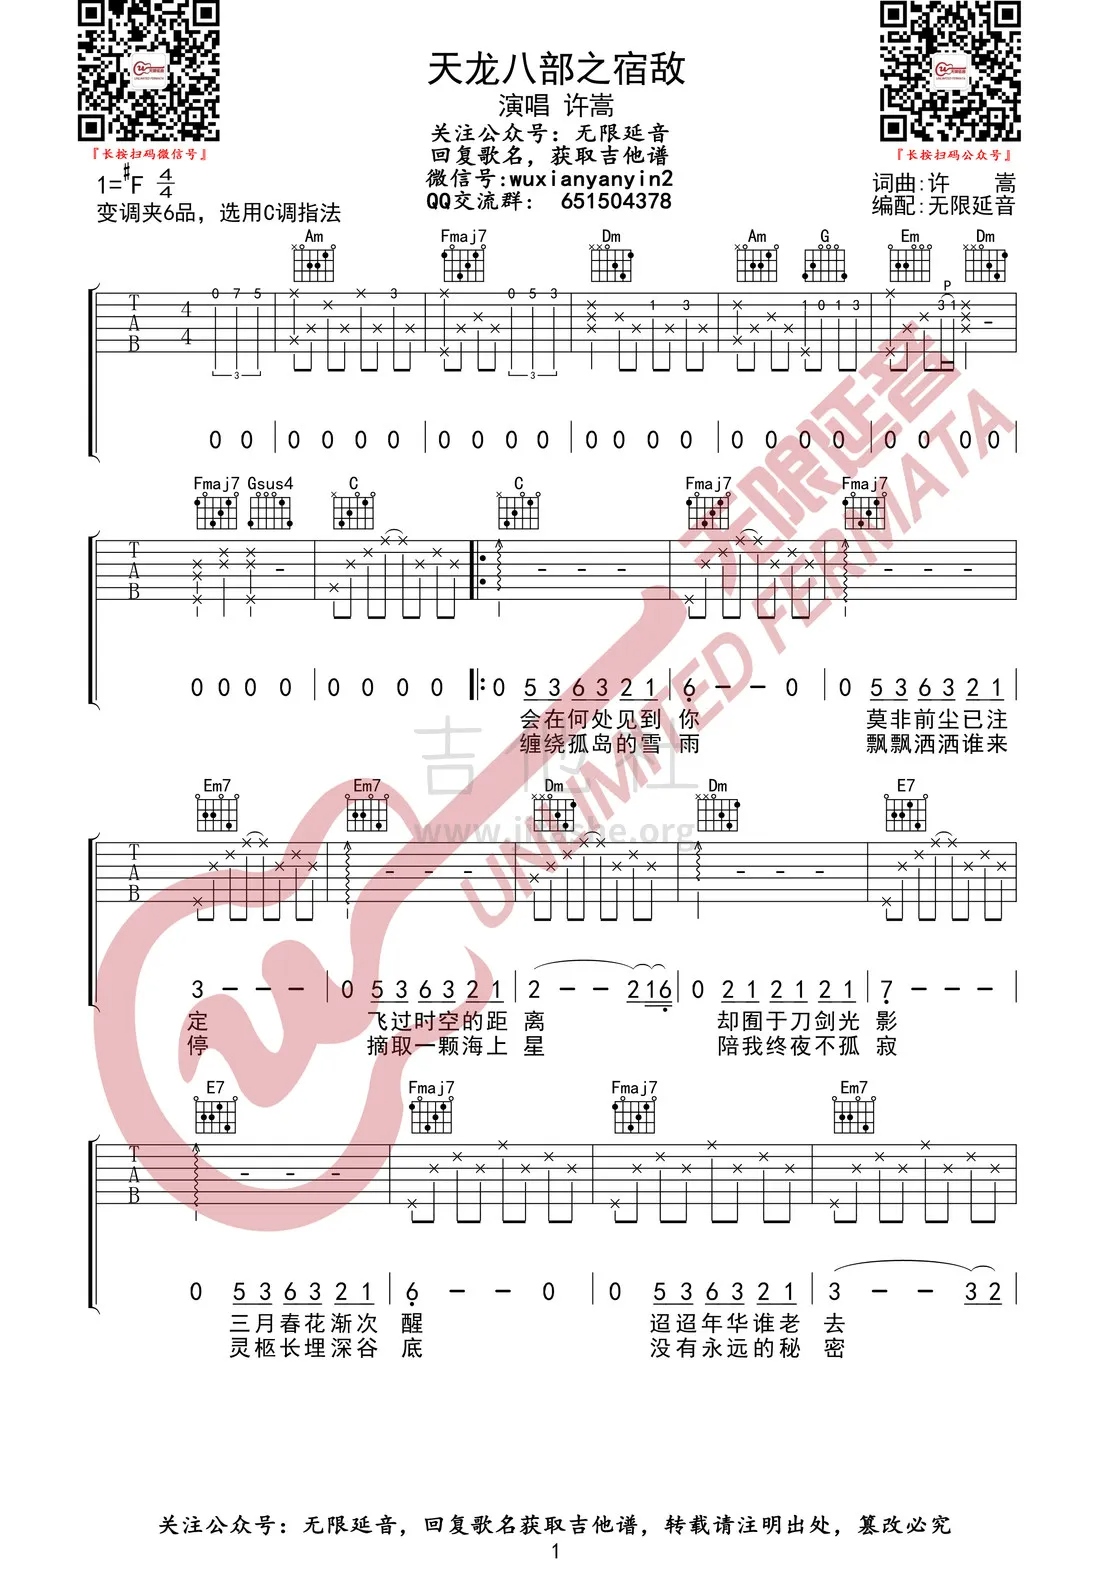 天龙八部之宿敌
演唱 许嵩
关注公众号：无限延音
回复歌名，获取吉他谱
微信号:wuxianyanyin2
QQ交流群： 651504378
『长按扫码微信号』
『长按扫码公众号』
1=#F 4/4
变调夹6品，选用C调指法
词曲:许 嵩
编配:无限延音
Am Fmaj7 Dm Am G Em Dm
T A B 4 4 0 7 5 3 0 5 3 1 3 1 0 1 3 P 3 1
3 3
0 0 | 0 0 0 0 | 0 0 0 0 | 0 0 0 0 | 0 0 0 0 | 0 0 0 0
Fmaj7 Gsus4 C C Fmaj7 Fmaj7
T A B
0 0 0 0 | 0 0 0 0 |: 0 5 3 6 3 2 1 | 6 - - 0 | 0 5 3 6 3 2 1
会在何处见到 你 莫非前尘已注
缠绕孤岛的雪 雨 飘飘洒洒谁来
Em7 Em7 Dm Dm E7
T A B
3 - - - | 0 5 3 6 3 2 1 | 2 - - 2 1 6 | 0 2 1 2 1 2 1 | 7 - - -
定 飞过时空的距 离 却囿于刀剑光 影
停 摘取一颗海上 星 陪我终夜不孤 寂
E7 Fmaj7 Fmaj7 Em7
T A B
0 5 3 6 3 2 1 | 6 - - 0 | 0 5 3 6 3 2 1 | 3 - - 3 2
三月春花渐次 醒 迢迢年华谁老 去
灵柩长埋深谷 底 没有永远的秘 密
无限延音
UNLIMITED FERMATA
吉他社
www.jitashe.org
关注公众号：无限延音，回复歌名获取吉他谱，转载请注明出处，篡改必究
1